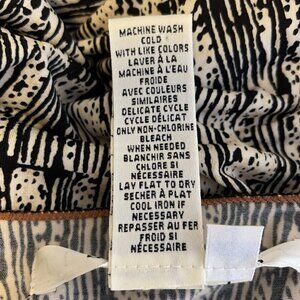 MACHINE WASH
COLD
WITH LIKE COLORS
LAVER À LA
MACHINE À L'EAU
FROIDE
AVEC COULEURS
SIMILAIRES
DELICATE CYCLE
CYCLE DÉLICAT
ONLY NON-CHLORINE
BLEACH
WHEN NEEDED
BLANCHIR SANS
CHLORE SI
NÉCESSAIRE
LAY FLAT TO DRY
SECHER À PLAT
COOL IRON IF
NECESSARY
REPASSER AU FER
FROID SI
NÉCESSAIRE